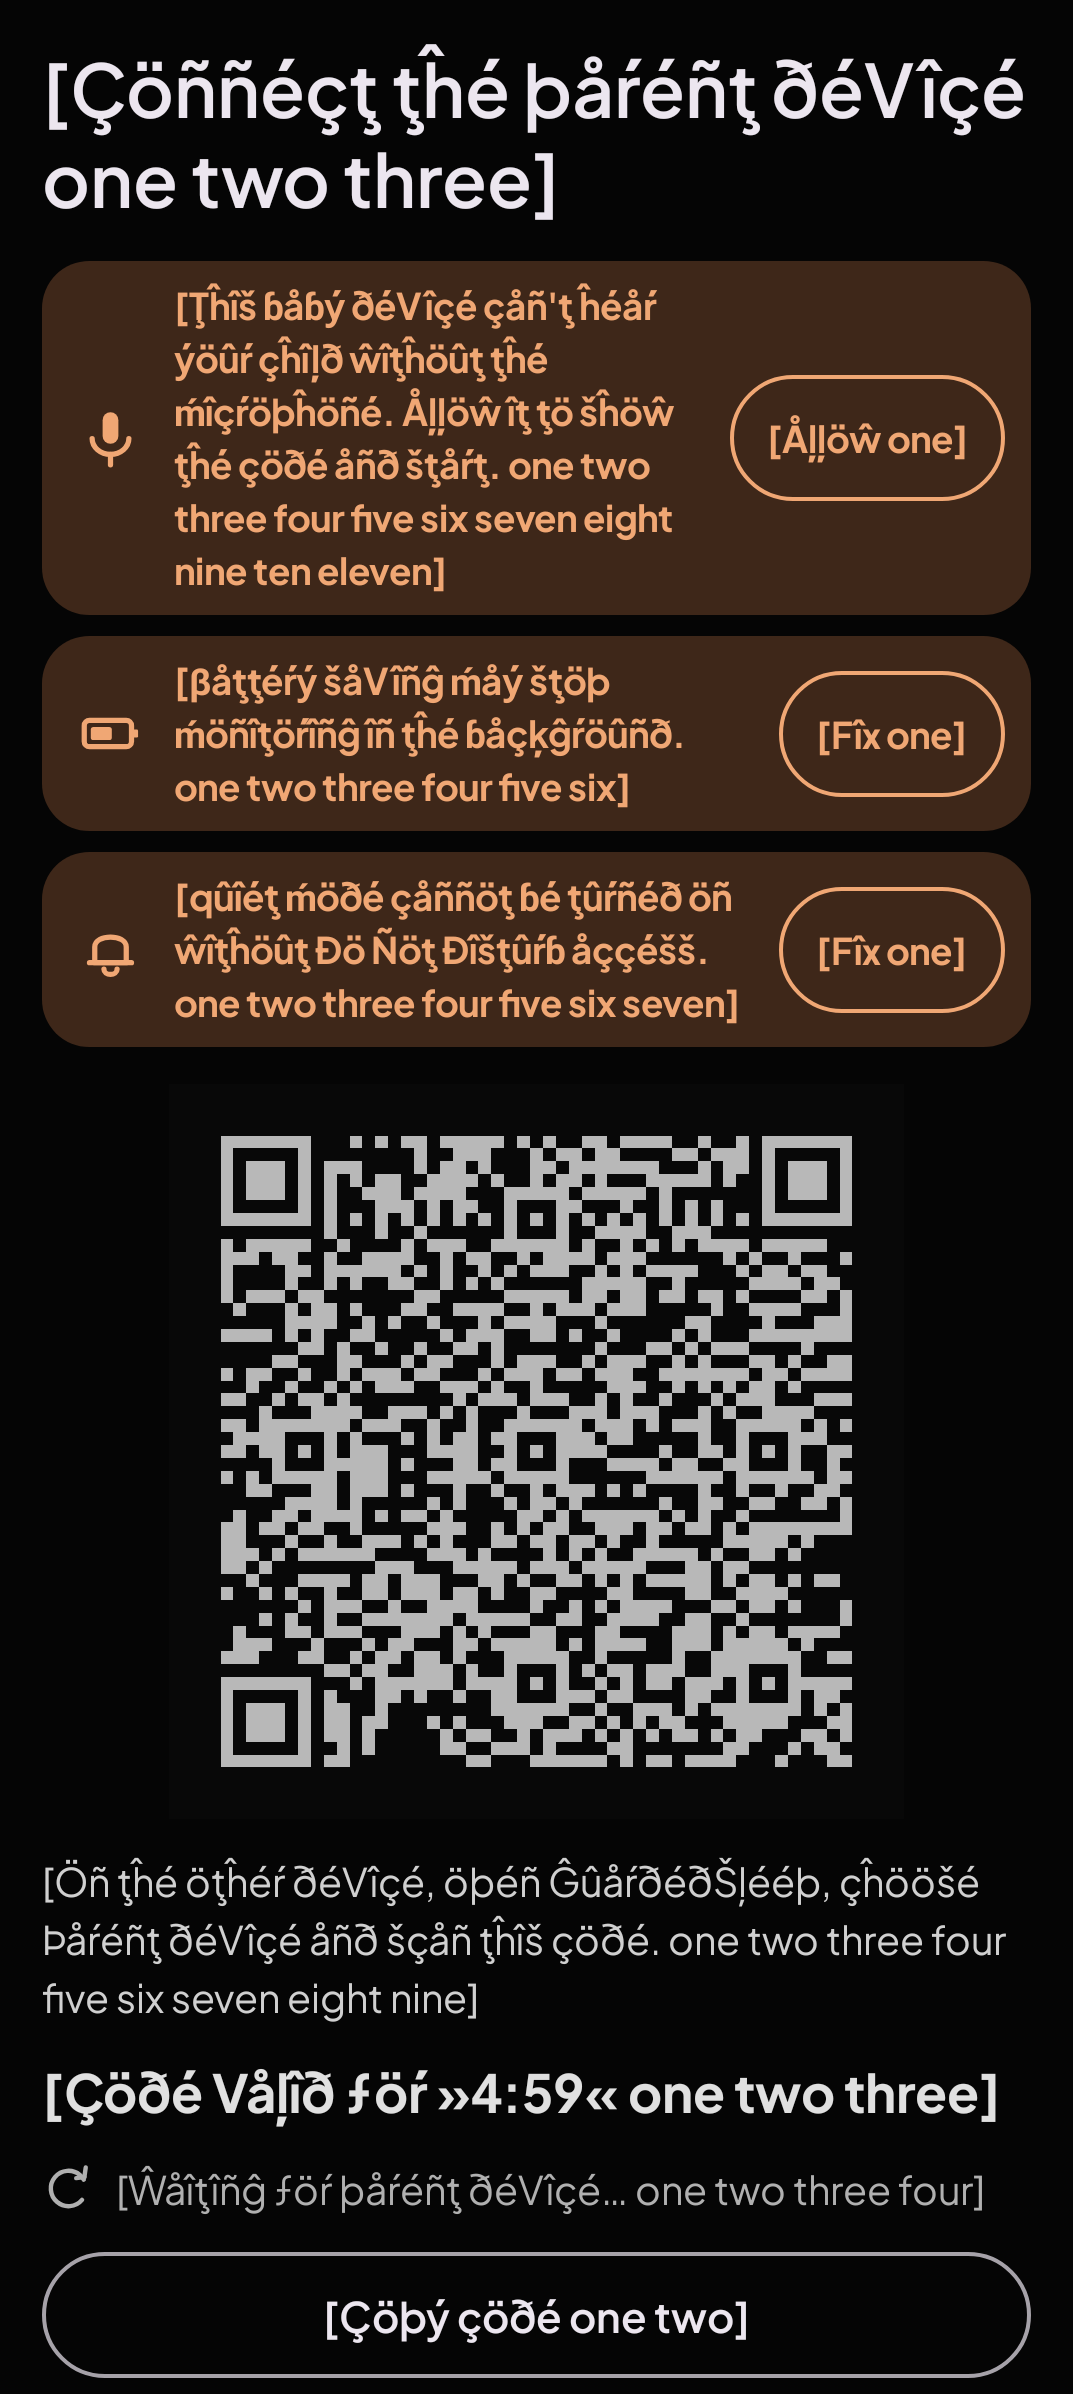 [Çöññéçţ ţĥé þåŕéñţ ðéVîçé
one two three]
[Ţĥîš ƀåƀý ðéVîçé çåñ'ţ ĥéåŕ
ýöûŕ çĥîļð ŵîţĥöûţ ţĥé
ḿîçŕöþĥöñé. Åļļöŵ îţ ţö šĥöŵ
ţĥé çöðé åñð šţåŕţ. one two
three four five six seven eight
nine ten eleven]
[Åļļöŵ one]
[βåţţéŕý šåVîñĝ ḿåý šţöþ
ḿöñîţöŕîñĝ îñ ţĥé ƀåçķĝŕöûñð.
one two three four five six]
[Fîx one]
[qûîéţ ḿöðé çåññöţ ƀé ţûŕñéð öñ
ŵîţĥöûţ Ðö Ñöţ Ðîšţûŕƀ åççéšš.
one two three four five six seven]
[Fîx one]
[Öñ ţĥé öţĥéŕ ðéVîçé, öþéñ ĜûåŕðéðŠļééþ, çĥööšé
Þåŕéñţ ðéVîçé åñð šçåñ ţĥîš çöðé. one two three four
five six seven eight nine]
[Çöðé Våļîð ƒöŕ »4:59« one two three]
[Ŵåîţîñĝ ƒöŕ þåŕéñţ ðéVîçé… one two three four]
[Çöþý çöðé one two]